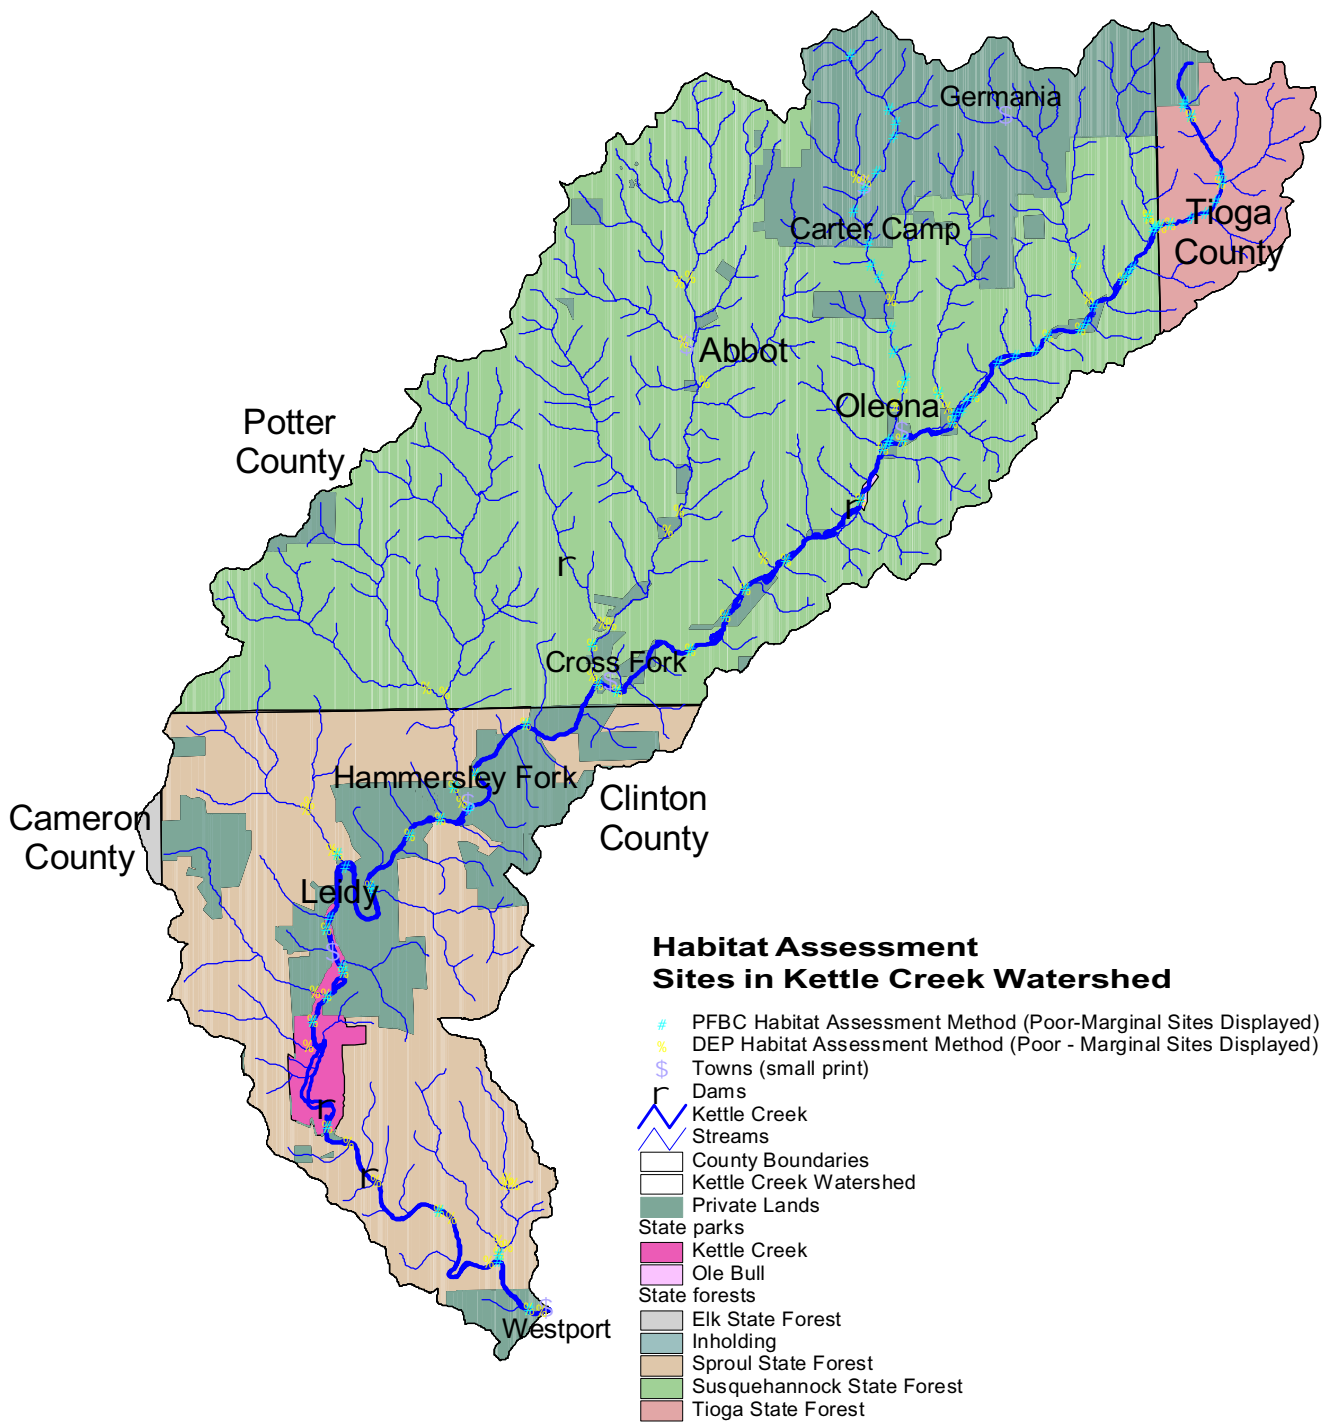 Germania
Tioga
County
Carter Camp
Abbot
Oleona
Potter
County
r
r
Cross Fork
Hammersley Fork
Clinton
County
Cameron
County
Leidy
r
r
Westport
Habitat Assessment
Sites in Kettle Creek Watershed
# PFBC Habitat Assessment Method (Poor-Marginal Sites Displayed)
% DEP Habitat Assessment Method (Poor - Marginal Sites Displayed)
$ Towns (small print)
r Dams
Kettle Creek
Streams
County Boundaries
Kettle Creek Watershed
Private Lands
State parks
Kettle Creek
Ole Bull
State forests
Elk State Forest
Inholding
Sproul State Forest
Susquehannock State Forest
Tioga State Forest